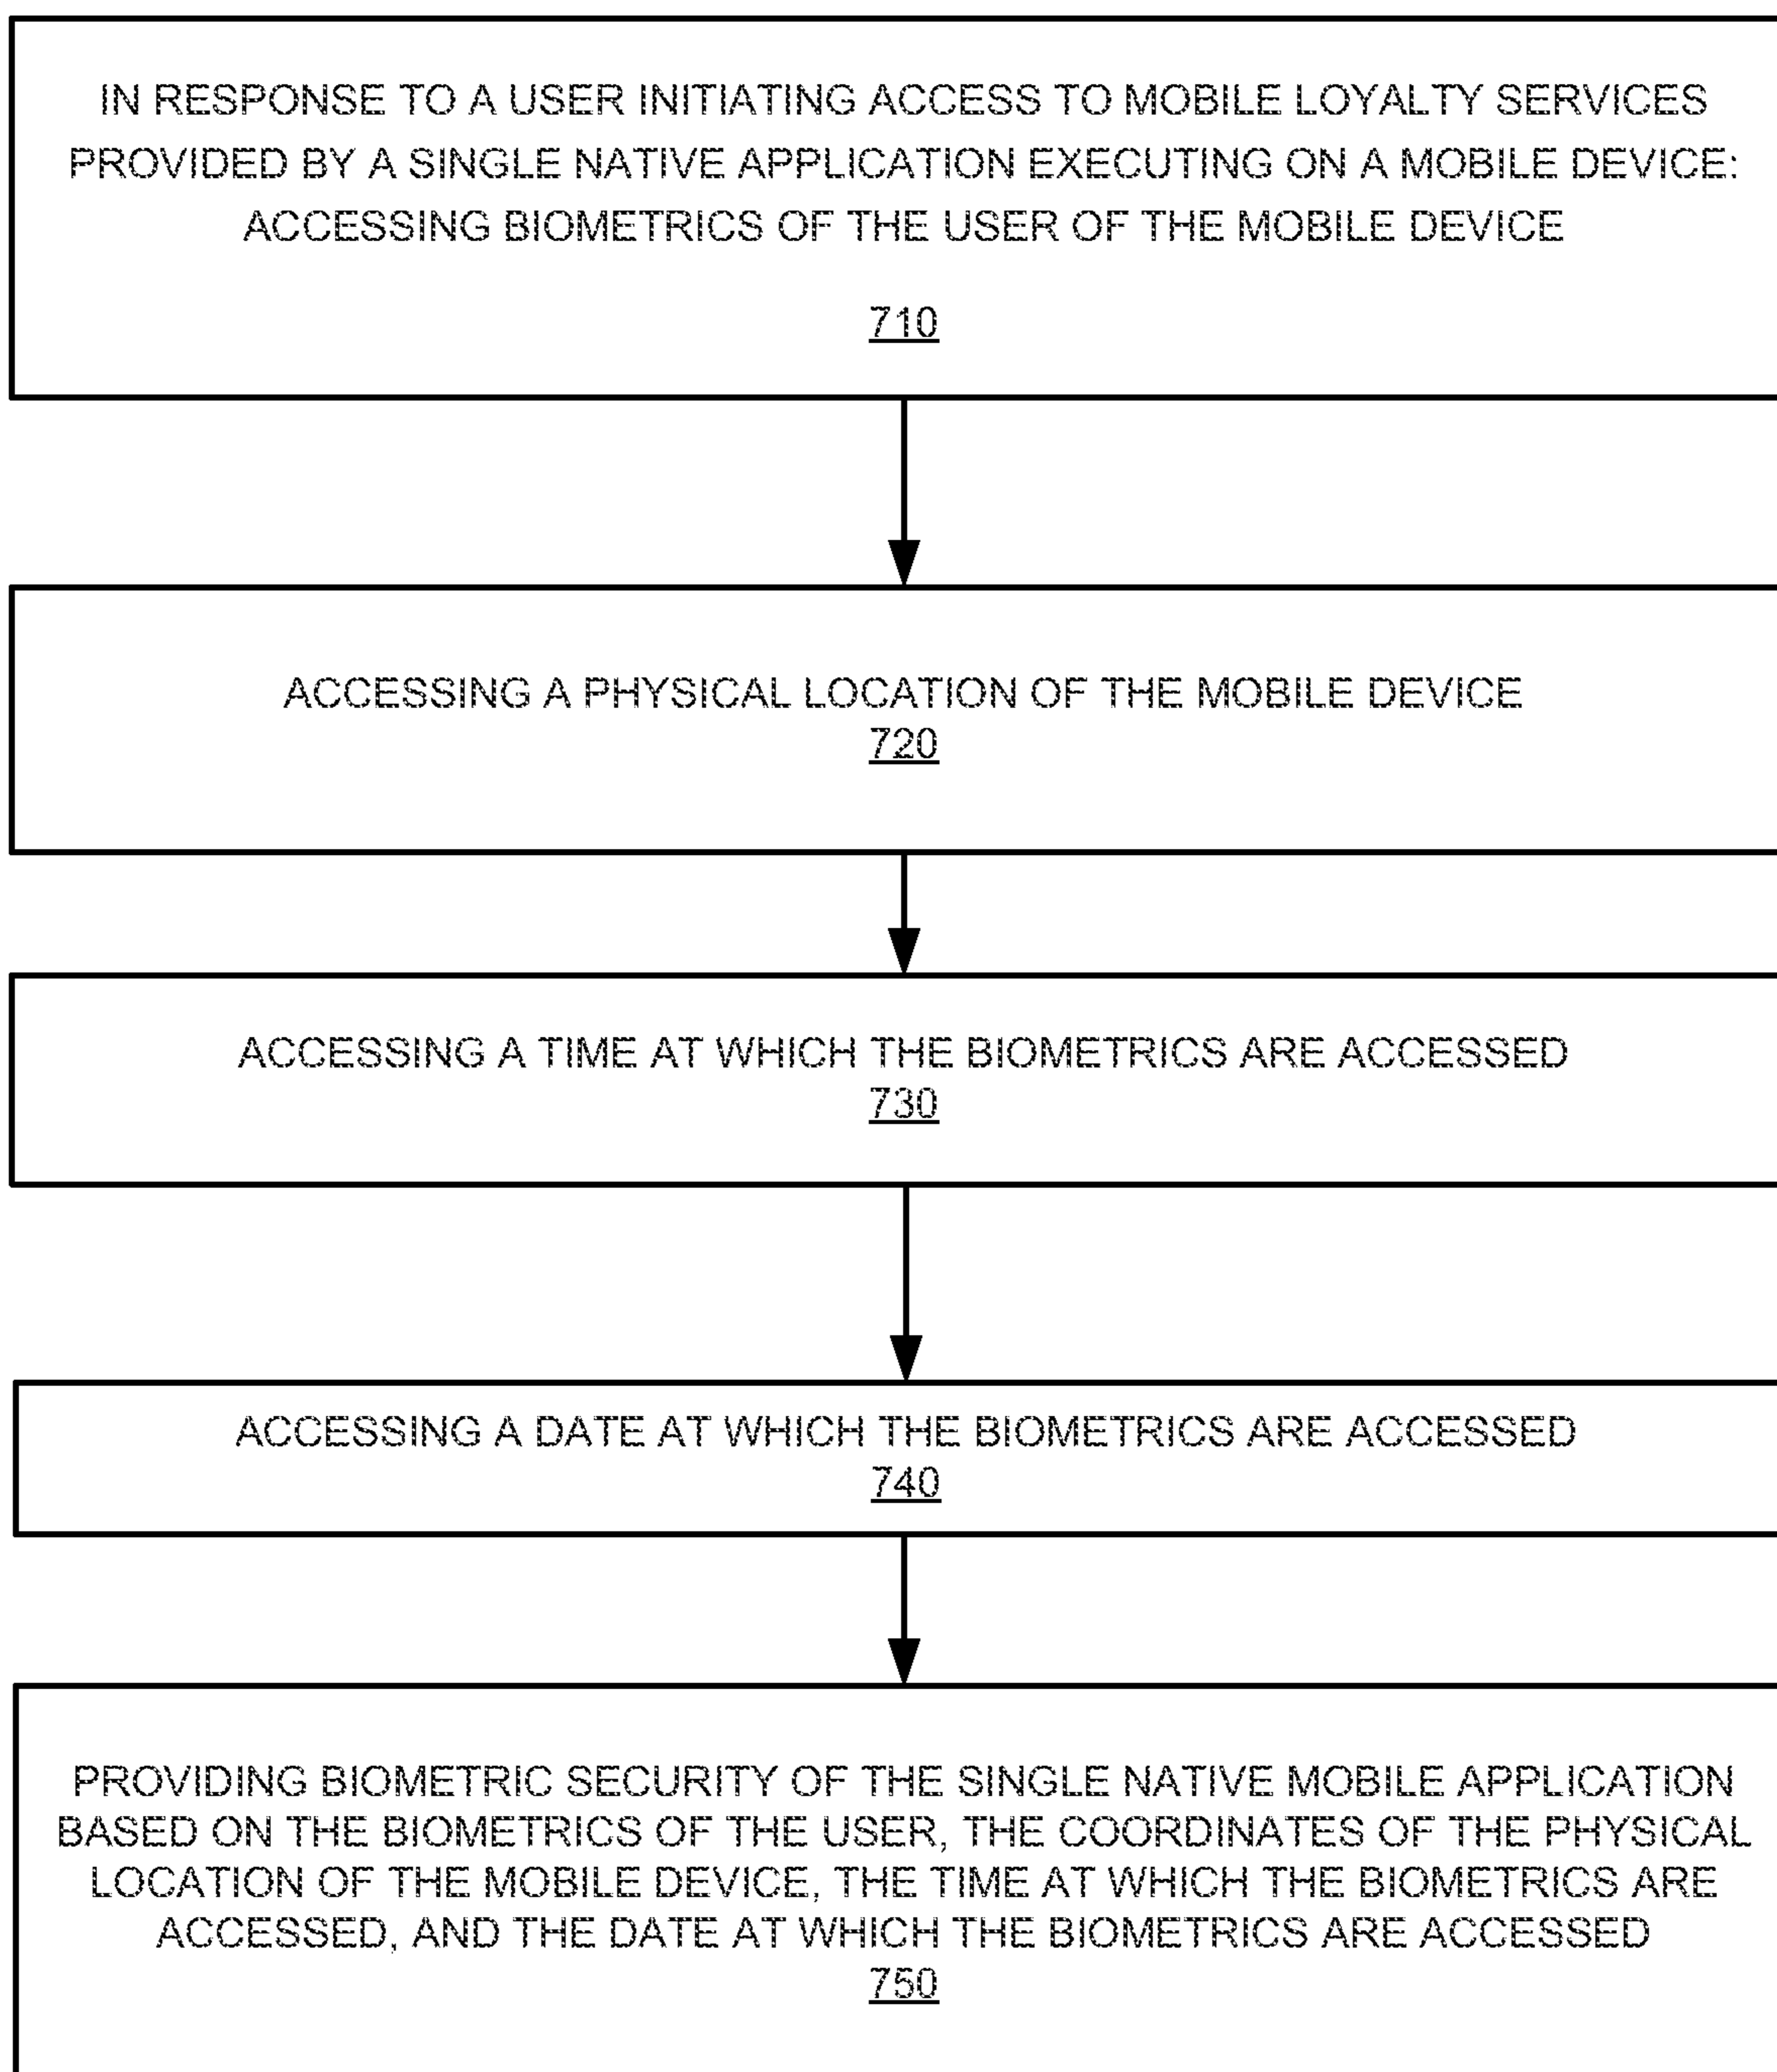 IN RESPONSE TO A USER INITIATING ACCESS TO MOBILE LOYALTY SERVICES
PROVIDED BY A SINGLE NATIVE APPLICATION EXECUTING ON A MOBILE DEVICE:
ACCESSING BIOMETRICS OF THE USER OF THE MOBILE DEVICE
710
ACCESSING A PHYSICAL LOCATION OF THE MOBILE DEVICE
720
ACCESSING A TIME AT WHICH THE BIOMETRICS ARE ACCESSED
730
ACCESSING A DATE AT WHICH THE BIOMETRICS ARE ACCESSED
740
PROVIDING BIOMETRIC SECURITY OF THE SINGLE NATIVE MOBILE APPLICATION
BASED ON THE BIOMETRICS OF THE USER, THE COORDINATES OF THE PHYSICAL
LOCATION OF THE MOBILE DEVICE, THE TIME AT WHICH THE BIOMETRICS ARE
ACCESSED, AND THE DATE AT WHICH THE BIOMETRICS ARE ACCESSED
750